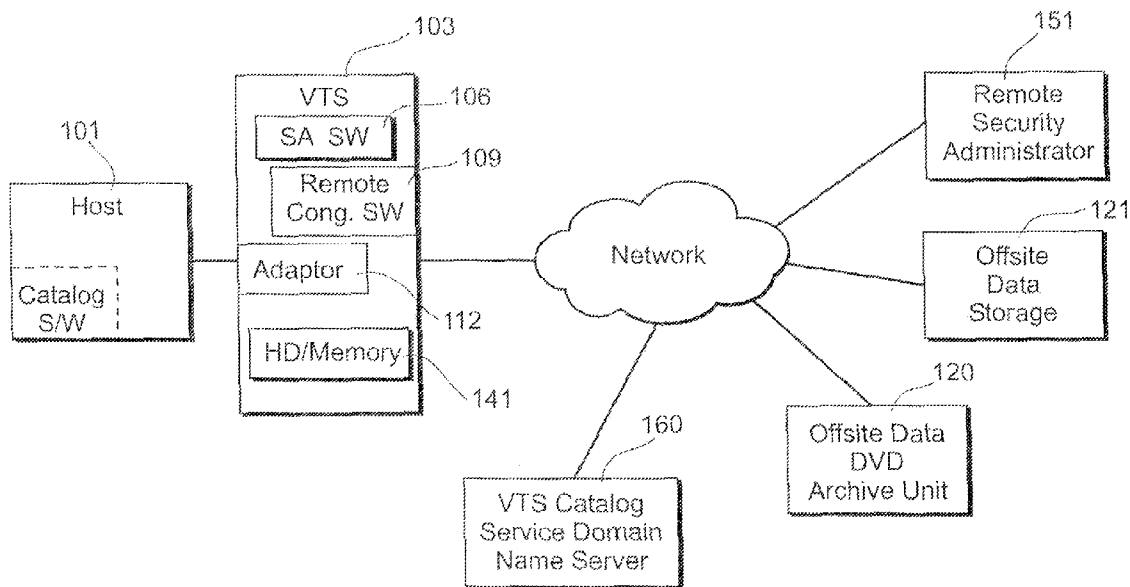 103
VTS
106
SA SW
109
Remote
Cong. SW
101
Host
Catalog
S/W
Adaptor
112
HD/Memory
141
Network
151
Remote
Security
Administrator
121
Offsite
Data
Storage
120
Offsite Data
DVD
Archive Unit
160
VTS Catalog
Service Domain
Name Server